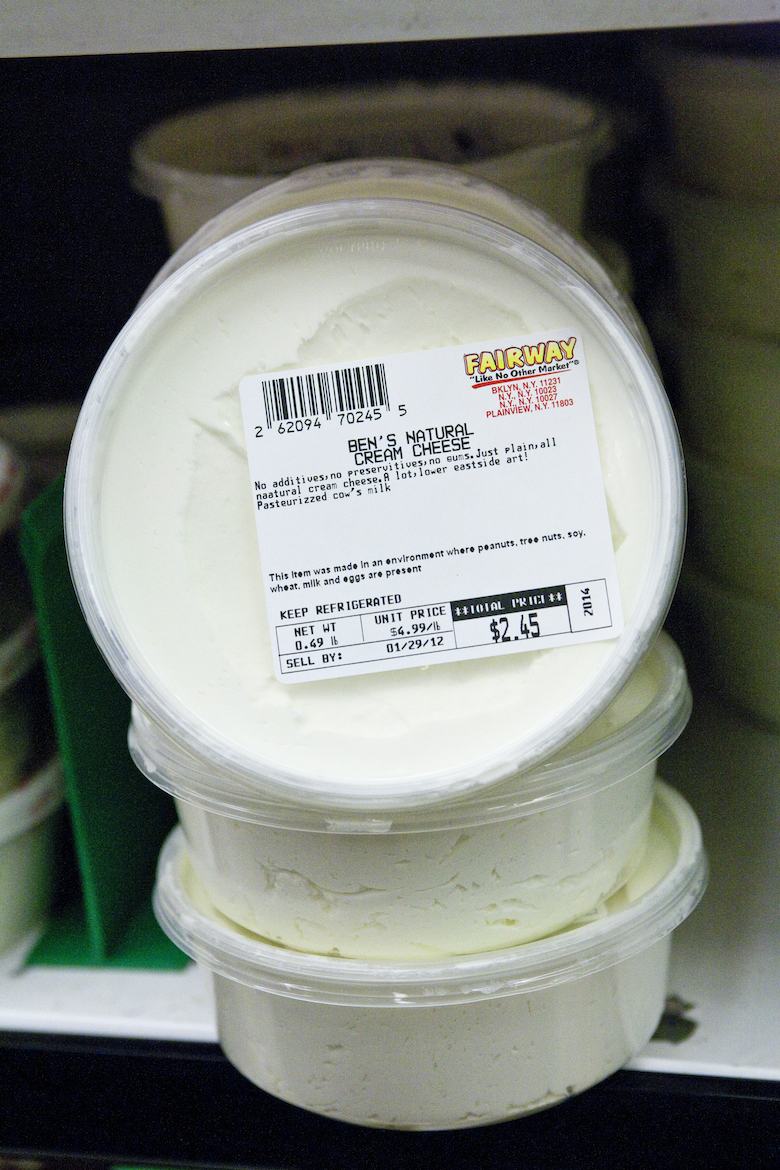 FAIRWAY
"Like No Other Market"®
BKLYN, N.Y. 11231
N.Y., N.Y. 10023
N.Y., N.Y. 10027
PLAINVIEW, N.Y. 11803
2 62094 70245 5
BEN'S NATURAL
CREAM CHEESE
No additives,no preservitives,no gums.Just plain,all
naatural cream cheese.A lot,lower eastside art!
Pasteurizzed cow's milk
This item was made in an environment where peanuts, tree nuts, soy,
wheat, milk and eggs are present
KEEP REFRIGERATED
NET WT UNIT PRICE **TOTAL PRICE**
0.49 lb $4.99/lb $2.45
SELL BY: 01/29/12
2014